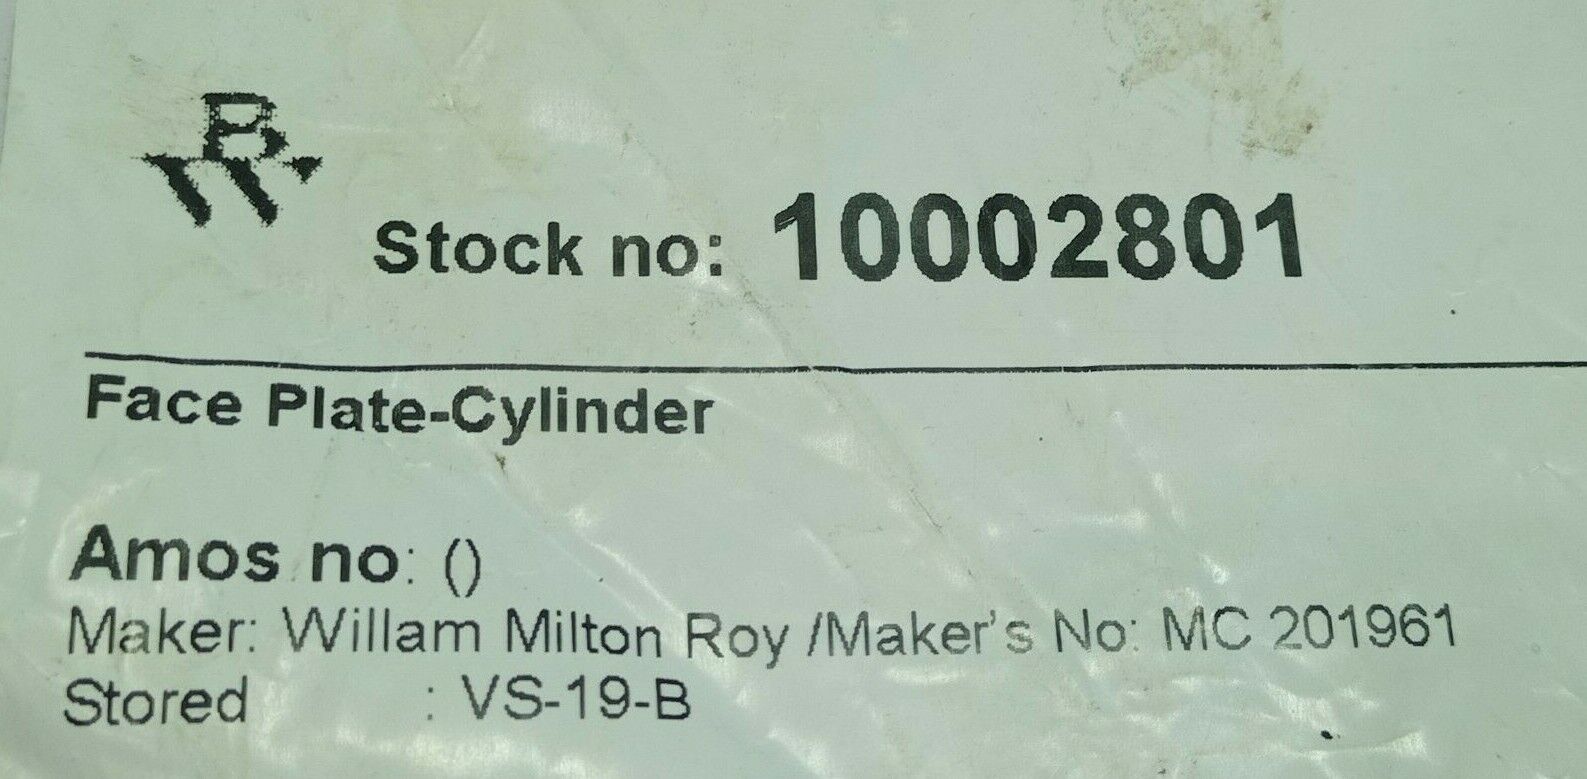 Stock no: 10002801
Face Plate-Cylinder
Amos no: ()
Maker: Willam Milton Roy /Maker's No: MC 201961
Stored : VS-19-B